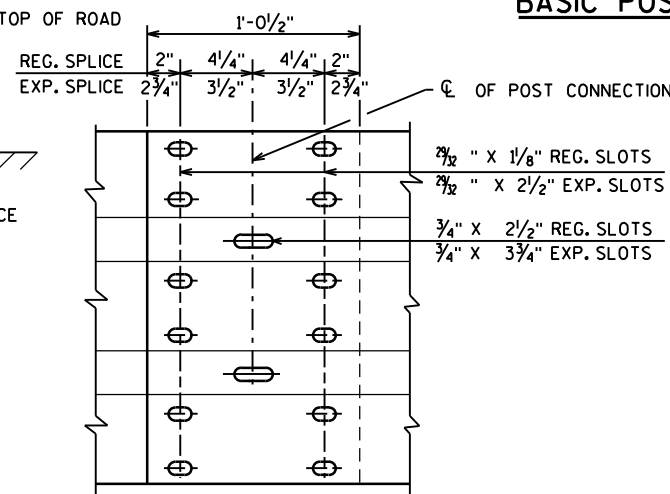 BASIC POS
TOP OF ROAD
1'-0½"
REG. SPLICE 2" 4¼" 4¼" 2"
EXP. SPLICE 2¾" 3½" 3½" 2¾"
℄ OF POST CONNECTION
29/32 " X 1⅛" REG. SLOTS
29/32 " X 2½" EXP. SLOTS
CE
¾" X 2½" REG. SLOTS
¾" X 3¾" EXP. SLOTS